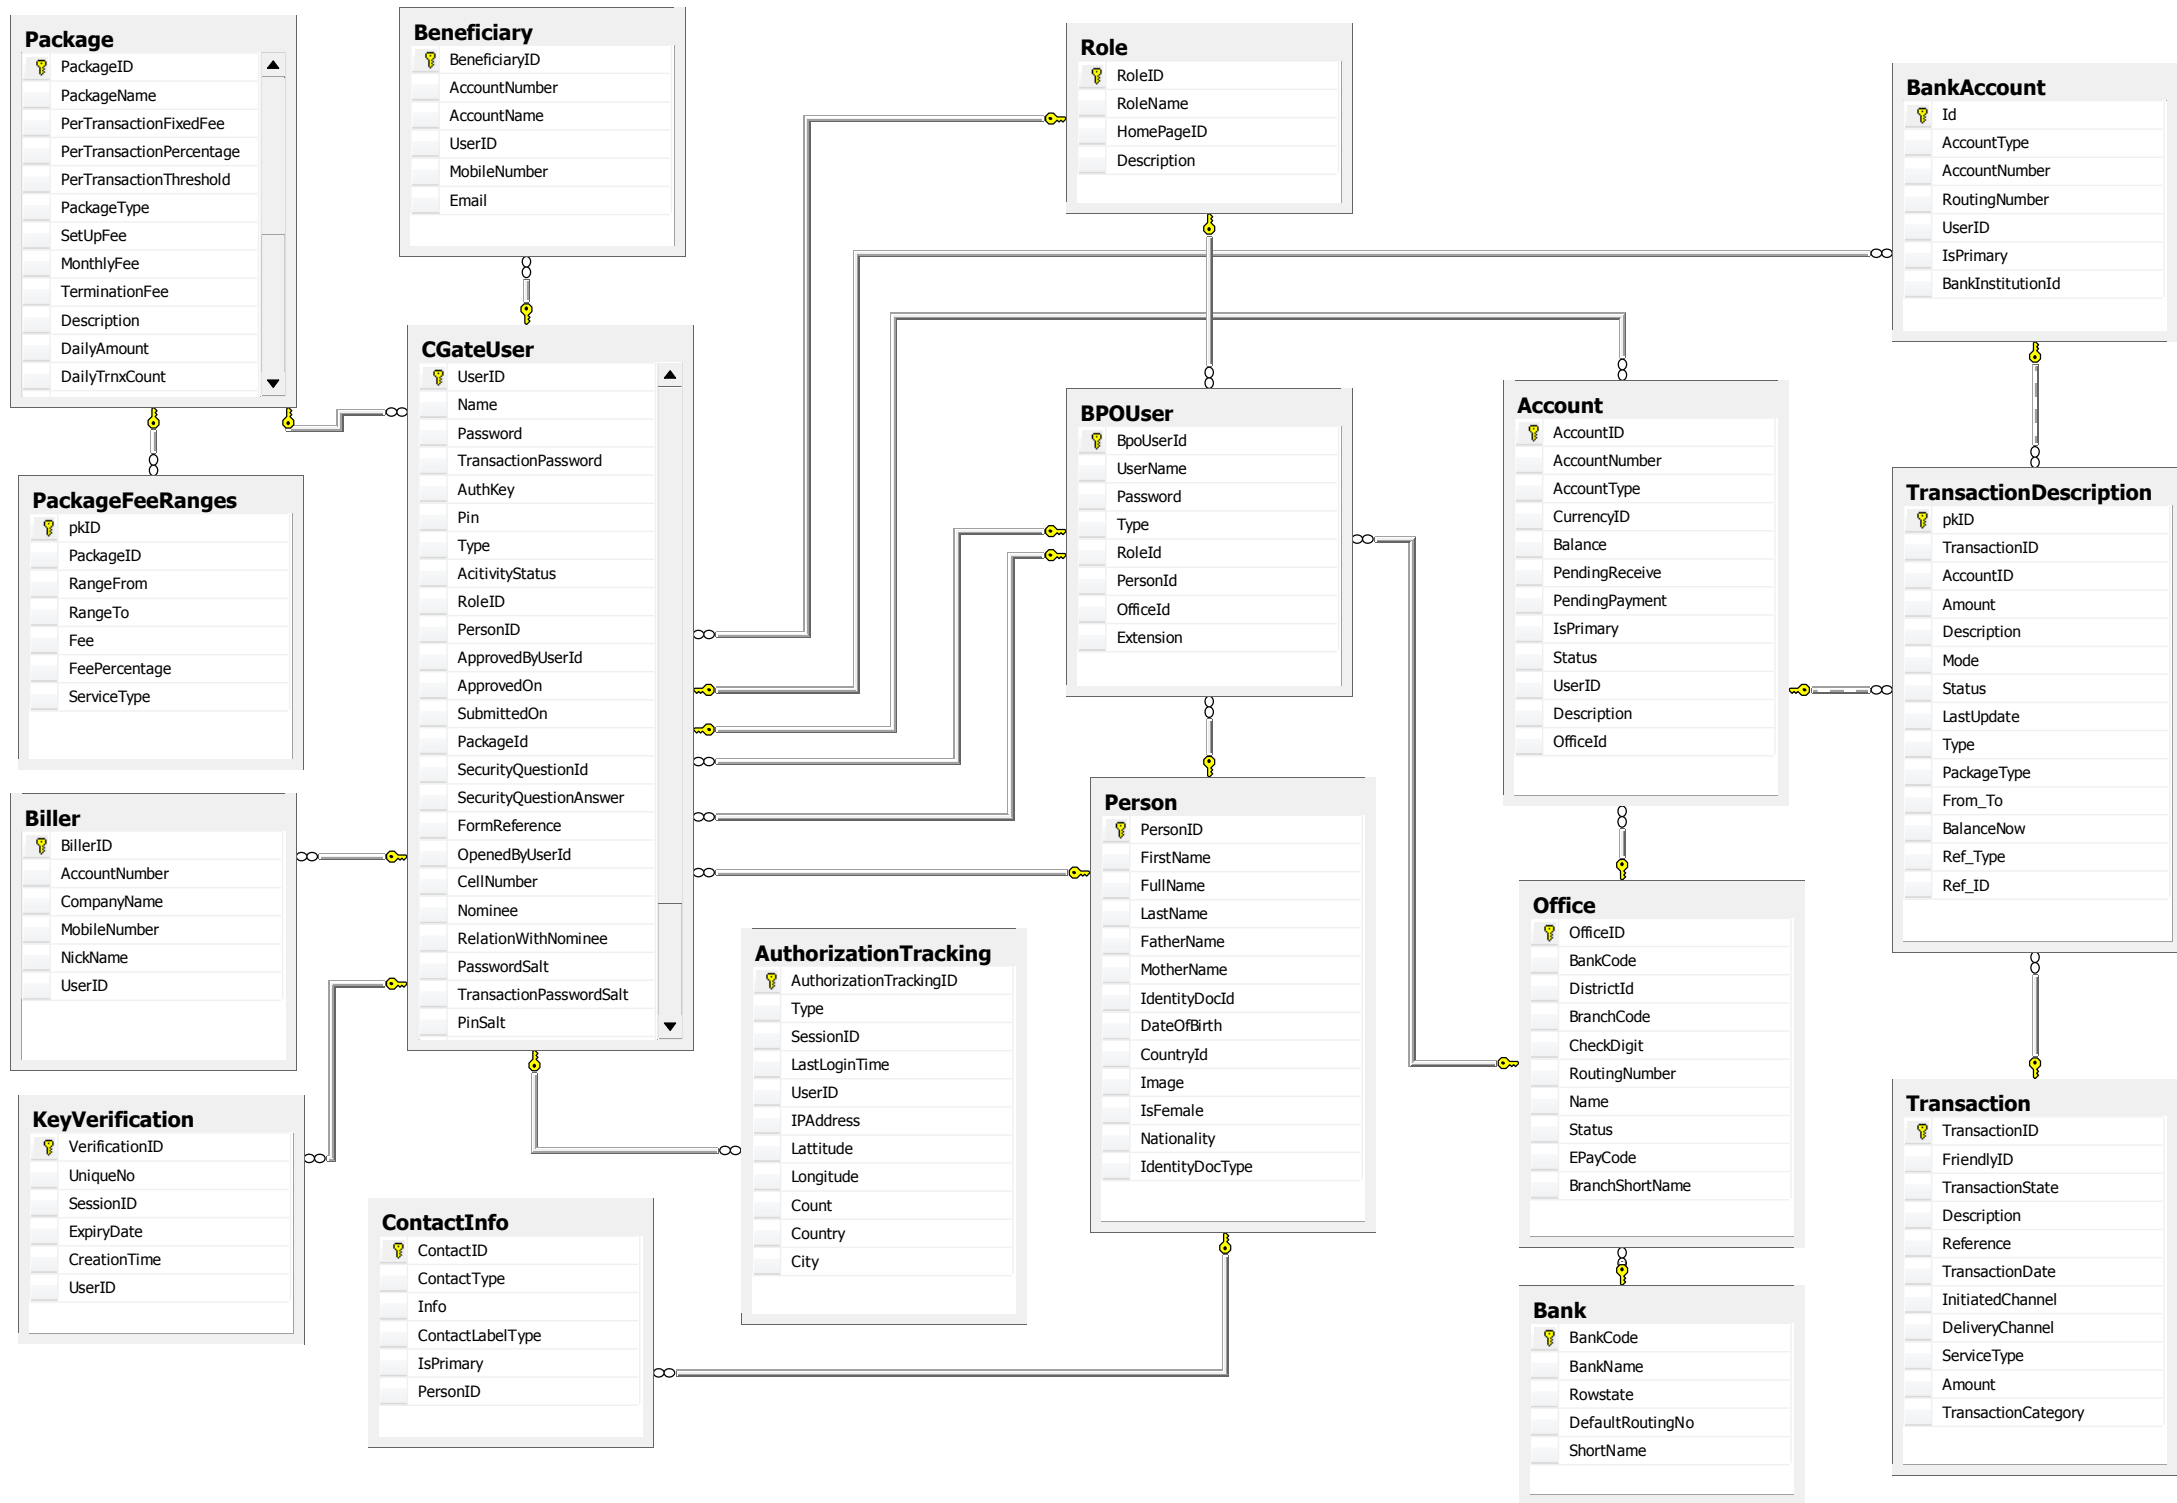 Package
PackageID
PackageName
PerTransactionFixedFee
PerTransactionPercentage
PerTransactionThreshold
PackageType
SetUpFee
MonthlyFee
TerminationFee
Description
DailyAmount
DailyTrnxCount
Beneficiary
BeneficiaryID
AccountNumber
AccountName
UserID
MobileNumber
Email
Role
RoleID
RoleName
HomePageID
Description
BankAccount
Id
AccountType
AccountNumber
RoutingNumber
UserID
IsPrimary
BankInstitutionId
CGateUser
UserID
Name
Password
TransactionPassword
AuthKey
Pin
Type
AcitivityStatus
RoleID
PersonID
ApprovedByUserId
ApprovedOn
SubmittedOn
PackageId
SecurityQuestionId
SecurityQuestionAnswer
FormReference
OpenedByUserId
CellNumber
Nominee
RelationWithNominee
PasswordSalt
TransactionPasswordSalt
PinSalt
BPOUser
BpoUserId
UserName
Password
Type
RoleId
PersonId
OfficeId
Extension
Account
AccountID
AccountNumber
AccountType
CurrencyID
Balance
PendingReceive
PendingPayment
IsPrimary
Status
UserID
Description
OfficeId
PackageFeeRanges
pkID
PackageID
RangeFrom
RangeTo
Fee
FeePercentage
ServiceType
TransactionDescription
pkID
TransactionID
AccountID
Amount
Description
Mode
Status
LastUpdate
Type
PackageType
From_To
BalanceNow
Ref_Type
Ref_ID
Biller
BillerID
AccountNumber
CompanyName
MobileNumber
NickName
UserID
Person
PersonID
FirstName
FullName
LastName
FatherName
MotherName
IdentityDocId
DateOfBirth
CountryId
Image
IsFemale
Nationality
IdentityDocType
Office
OfficeID
BankCode
DistrictId
BranchCode
CheckDigit
RoutingNumber
Name
Status
EPayCode
BranchShortName
AuthorizationTracking
AuthorizationTrackingID
Type
SessionID
LastLoginTime
UserID
IPAddress
Lattitude
Longitude
Count
Country
City
KeyVerification
VerificationID
UniqueNo
SessionID
ExpiryDate
CreationTime
UserID
Transaction
TransactionID
FriendlyID
TransactionState
Description
Reference
TransactionDate
InitiatedChannel
DeliveryChannel
ServiceType
Amount
TransactionCategory
ContactInfo
ContactID
ContactType
Info
ContactLabelType
IsPrimary
PersonID
Bank
BankCode
BankName
Rowstate
DefaultRoutingNo
ShortName